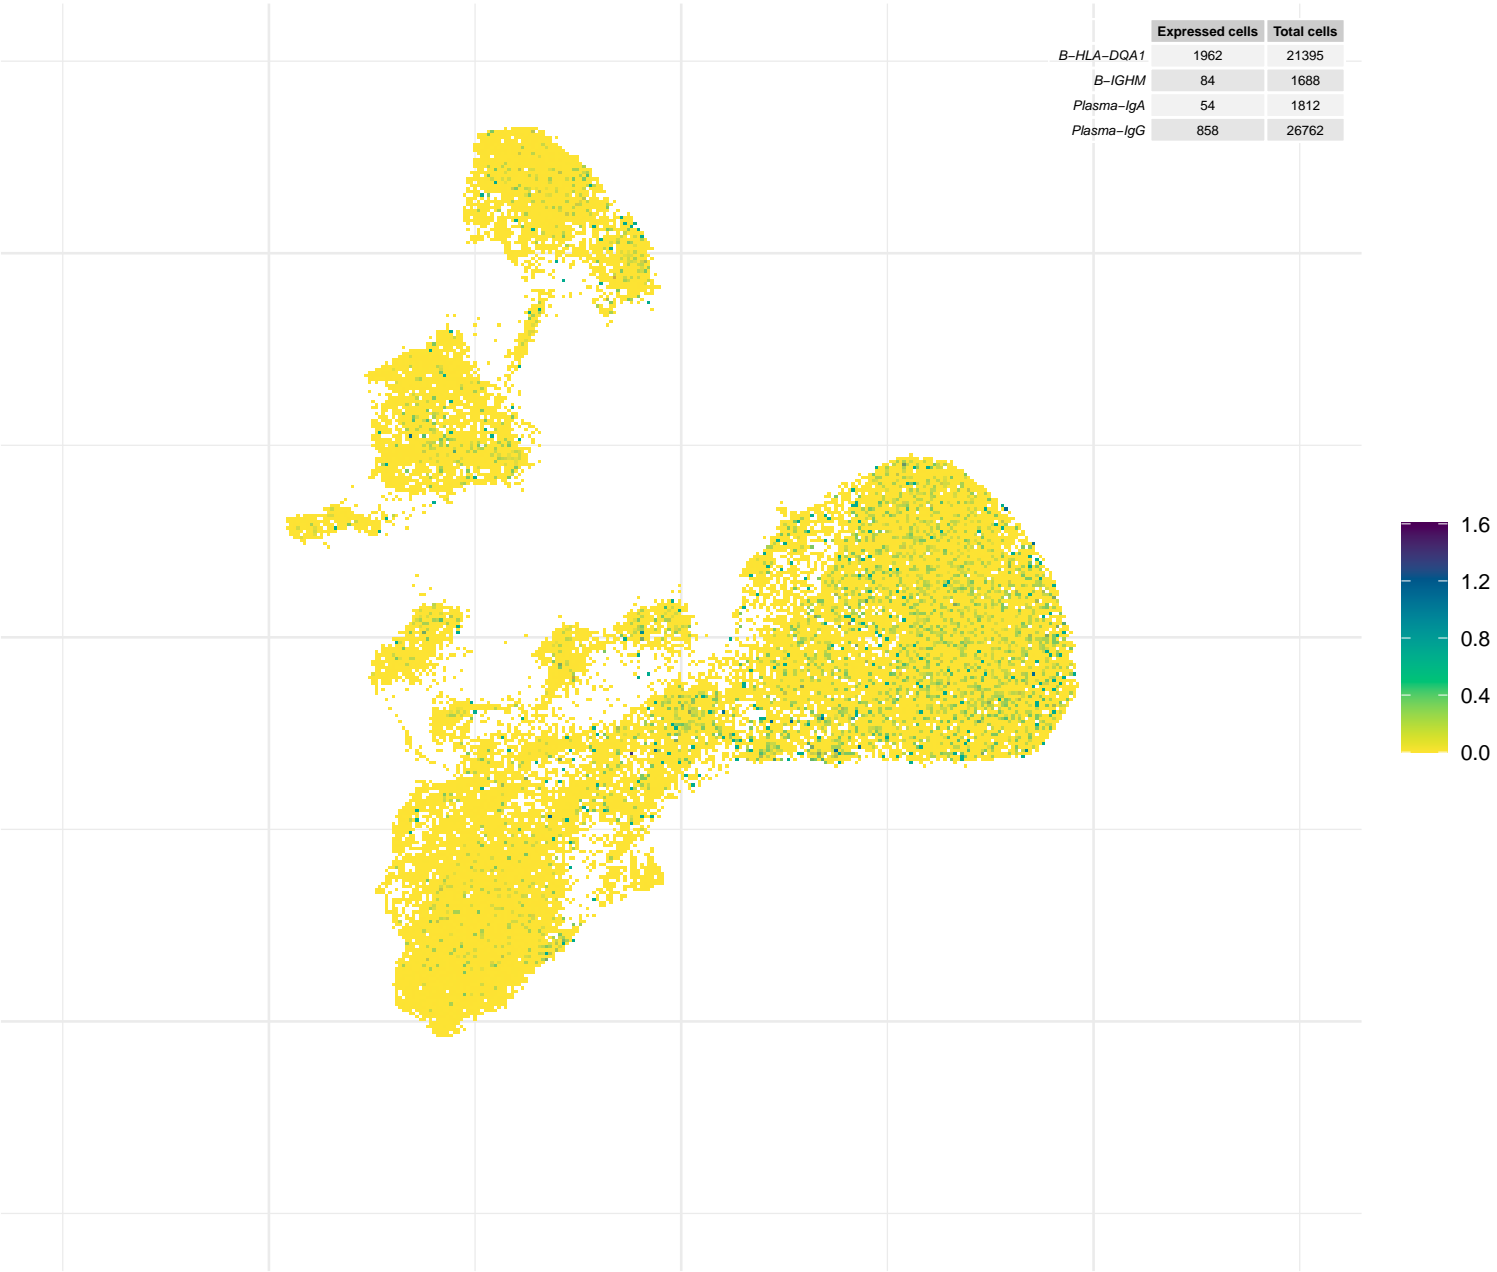 Expressed cells Total cells
B−HLA−DQA1 1962 21395
B−IGHM 84 1688
Plasma−IgA 54 1812
Plasma−IgG 858 26762
1.6
1.2
0.8
0.4
0.0